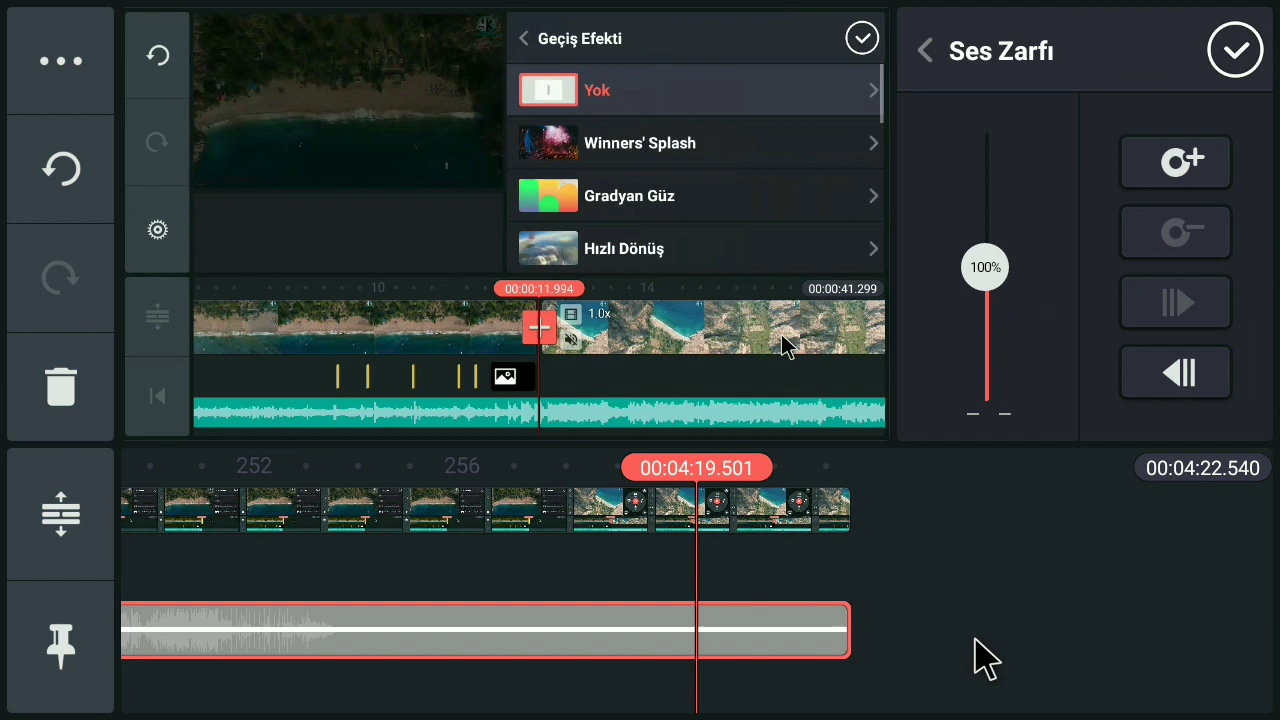 Geçiş Efekti
Yok
Winners' Splash
Gradyan Güz
Hızlı Dönüş
Ses Zarfı
100%
10
00:00:11.994
14
00:00:41.299
1.0x
252
256
00:04:19.501
00:04:22.540